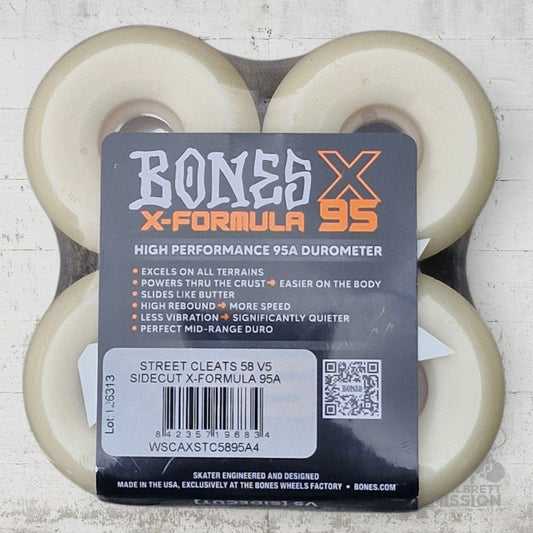 BONES X
X-FORMULA 95
HIGH PERFORMANCE 95A DUROMETER
• EXCELS ON ALL TERRAINS
• POWERS THRU THE CRUST➔ EASIER ON THE BODY
• SLIDES LIKE BUTTER
• HIGH REBOUND➔ MORE SPEED
• LESS VIBRATION➔ SIGNIFICANTLY QUIETER
• PERFECT MID-RANGE DURO
STREET CLEATS 58 V5
SIDECUT X-FORMULA 95A
Lot: L26313
8 42357 19683 4
WSCAXSTC5895A4
BONES
SKATER ENGINEERED AND DESIGNED
MADE IN THE USA, EXCLUSIVELY AT THE BONES WHEELS FACTORY • BONES.COM
BRETT